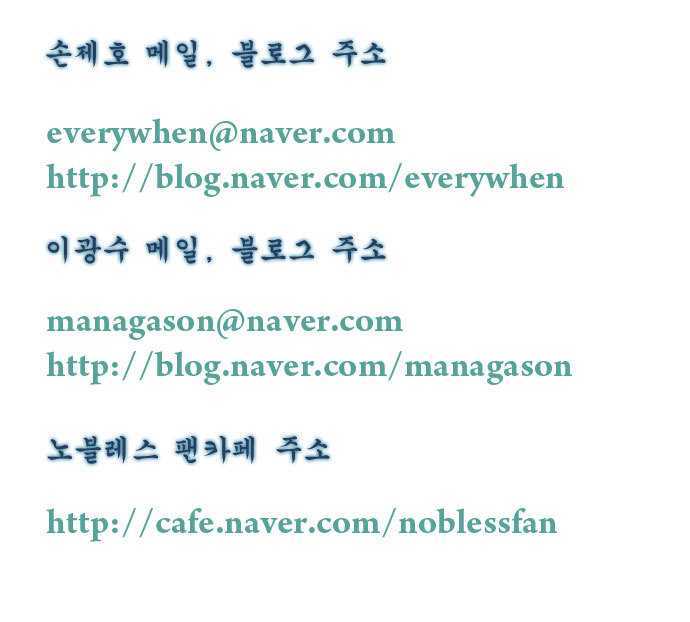 손제호 메일, 블로그 주소
everywhen@naver.com
http://blog.naver.com/everywhen
이광수 메일, 블로그 주소
managason@naver.com
http://blog.naver.com/managason
노블레스 팬카페 주소
http://cafe.naver.com/noblessfan